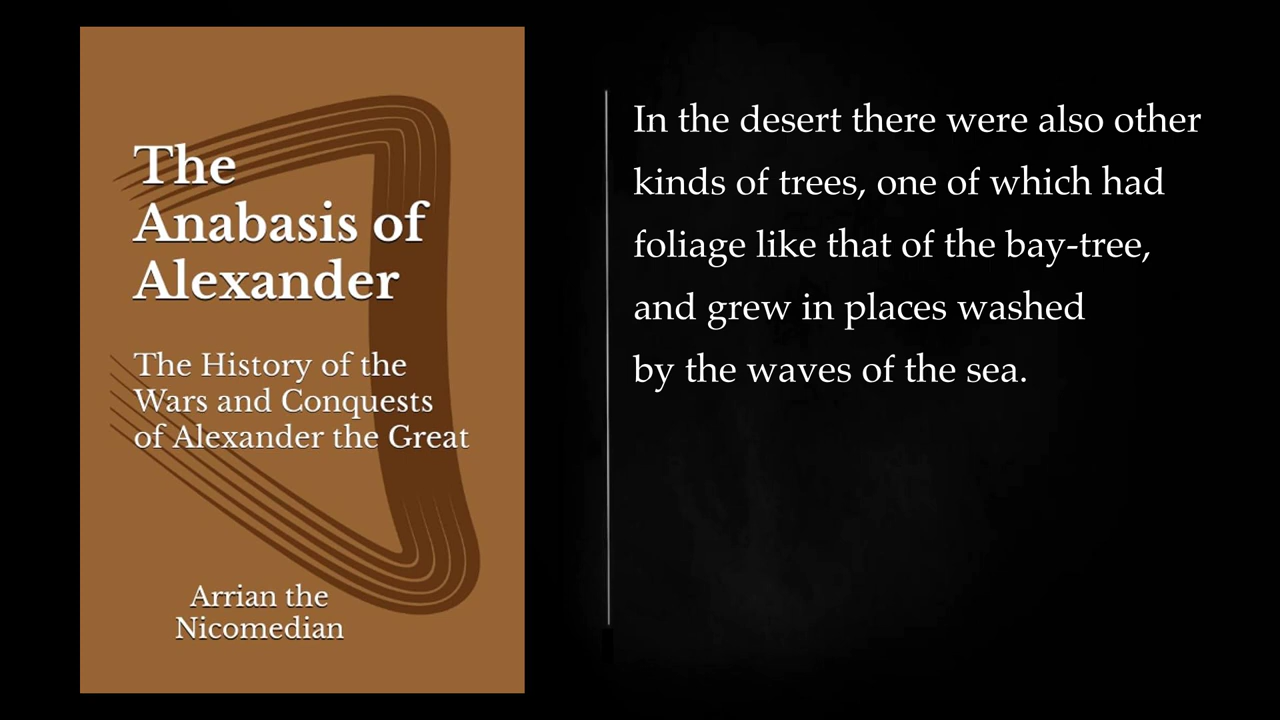 The
Anabasis of
Alexander
The History of the
Wars and Conquests
of Alexander the Great
Arrian the
Nicomedian
In the desert there were also other
kinds of trees, one of which had
foliage like that of the bay-tree,
and grew in places washed
by the waves of the sea.